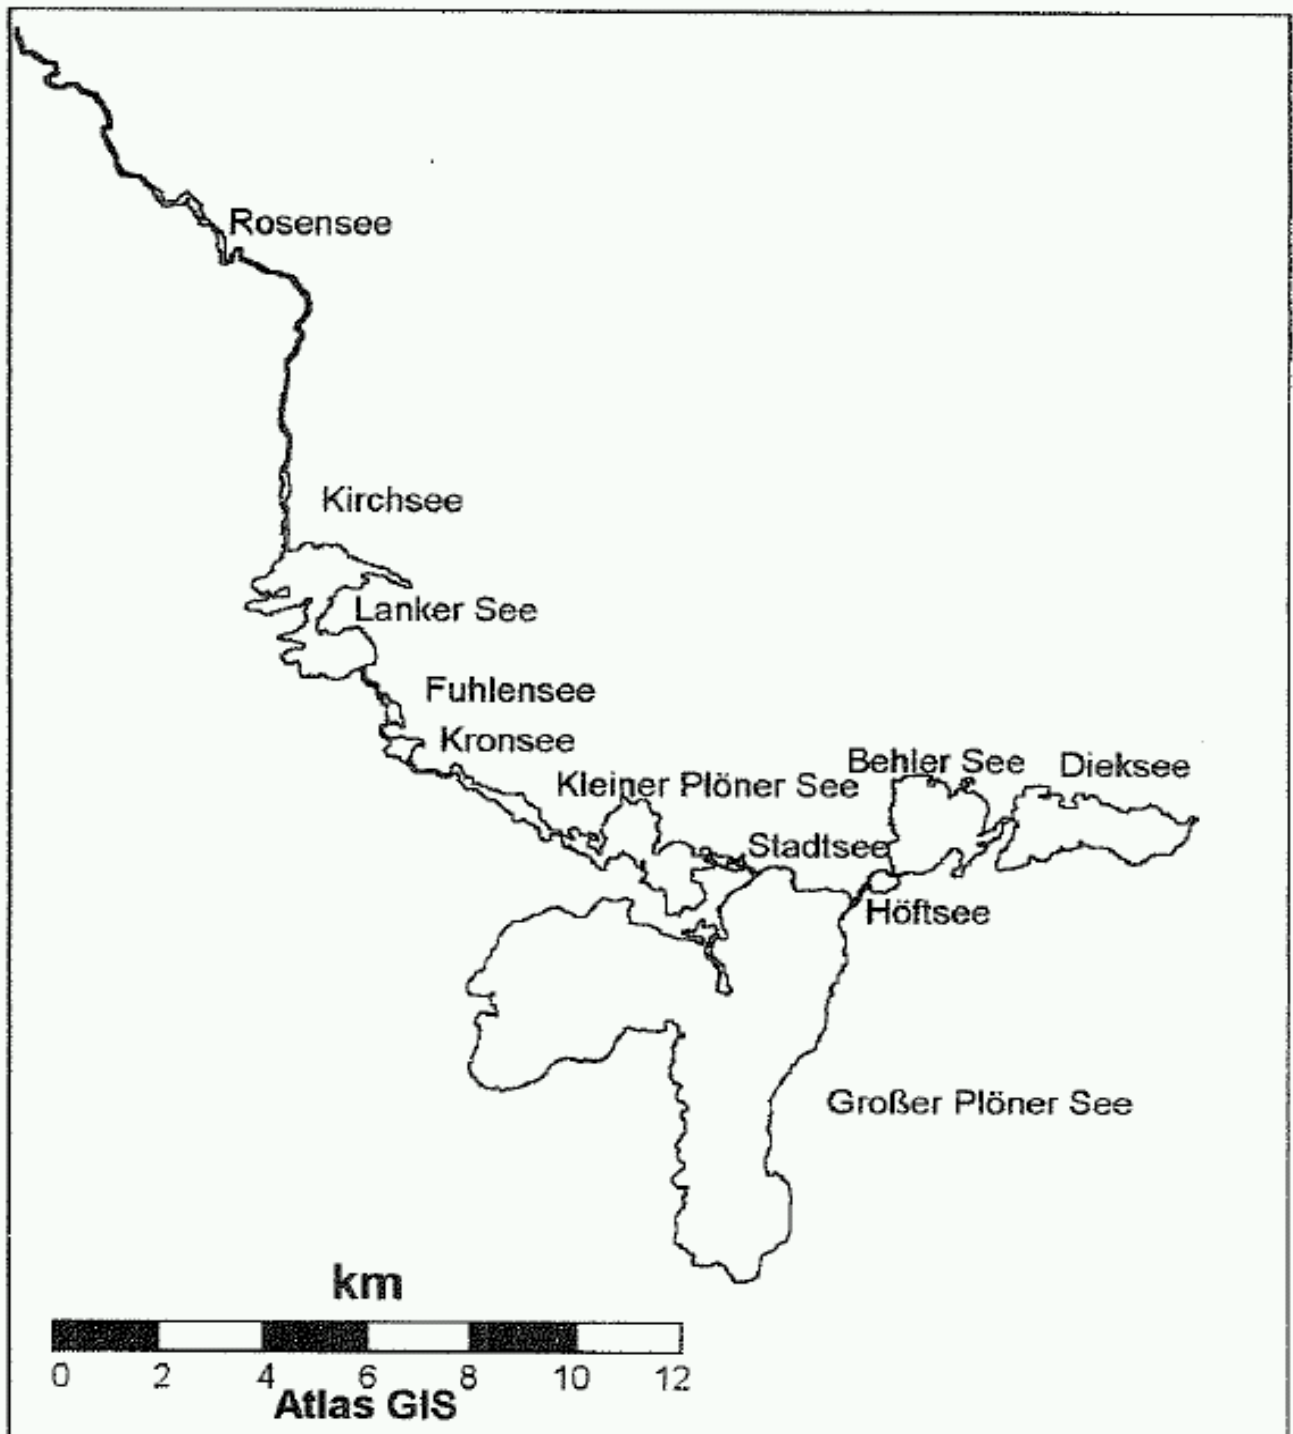 Rosensee
Kirchsee
Lanker See
Fuhlensee
Kronsee
Kleiner Plöner See
Behler See
Dieksee
Stadtsee
Höftsee
Großer Plöner See
km
0 2 4 6 8 10 12
Atlas GIS